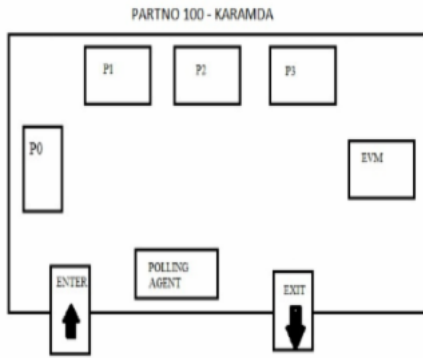 PARTNO 100 - KARAMDA
P1
P2
P3
P0
EVM
POLLING
AGENT
ENTER
EXIT